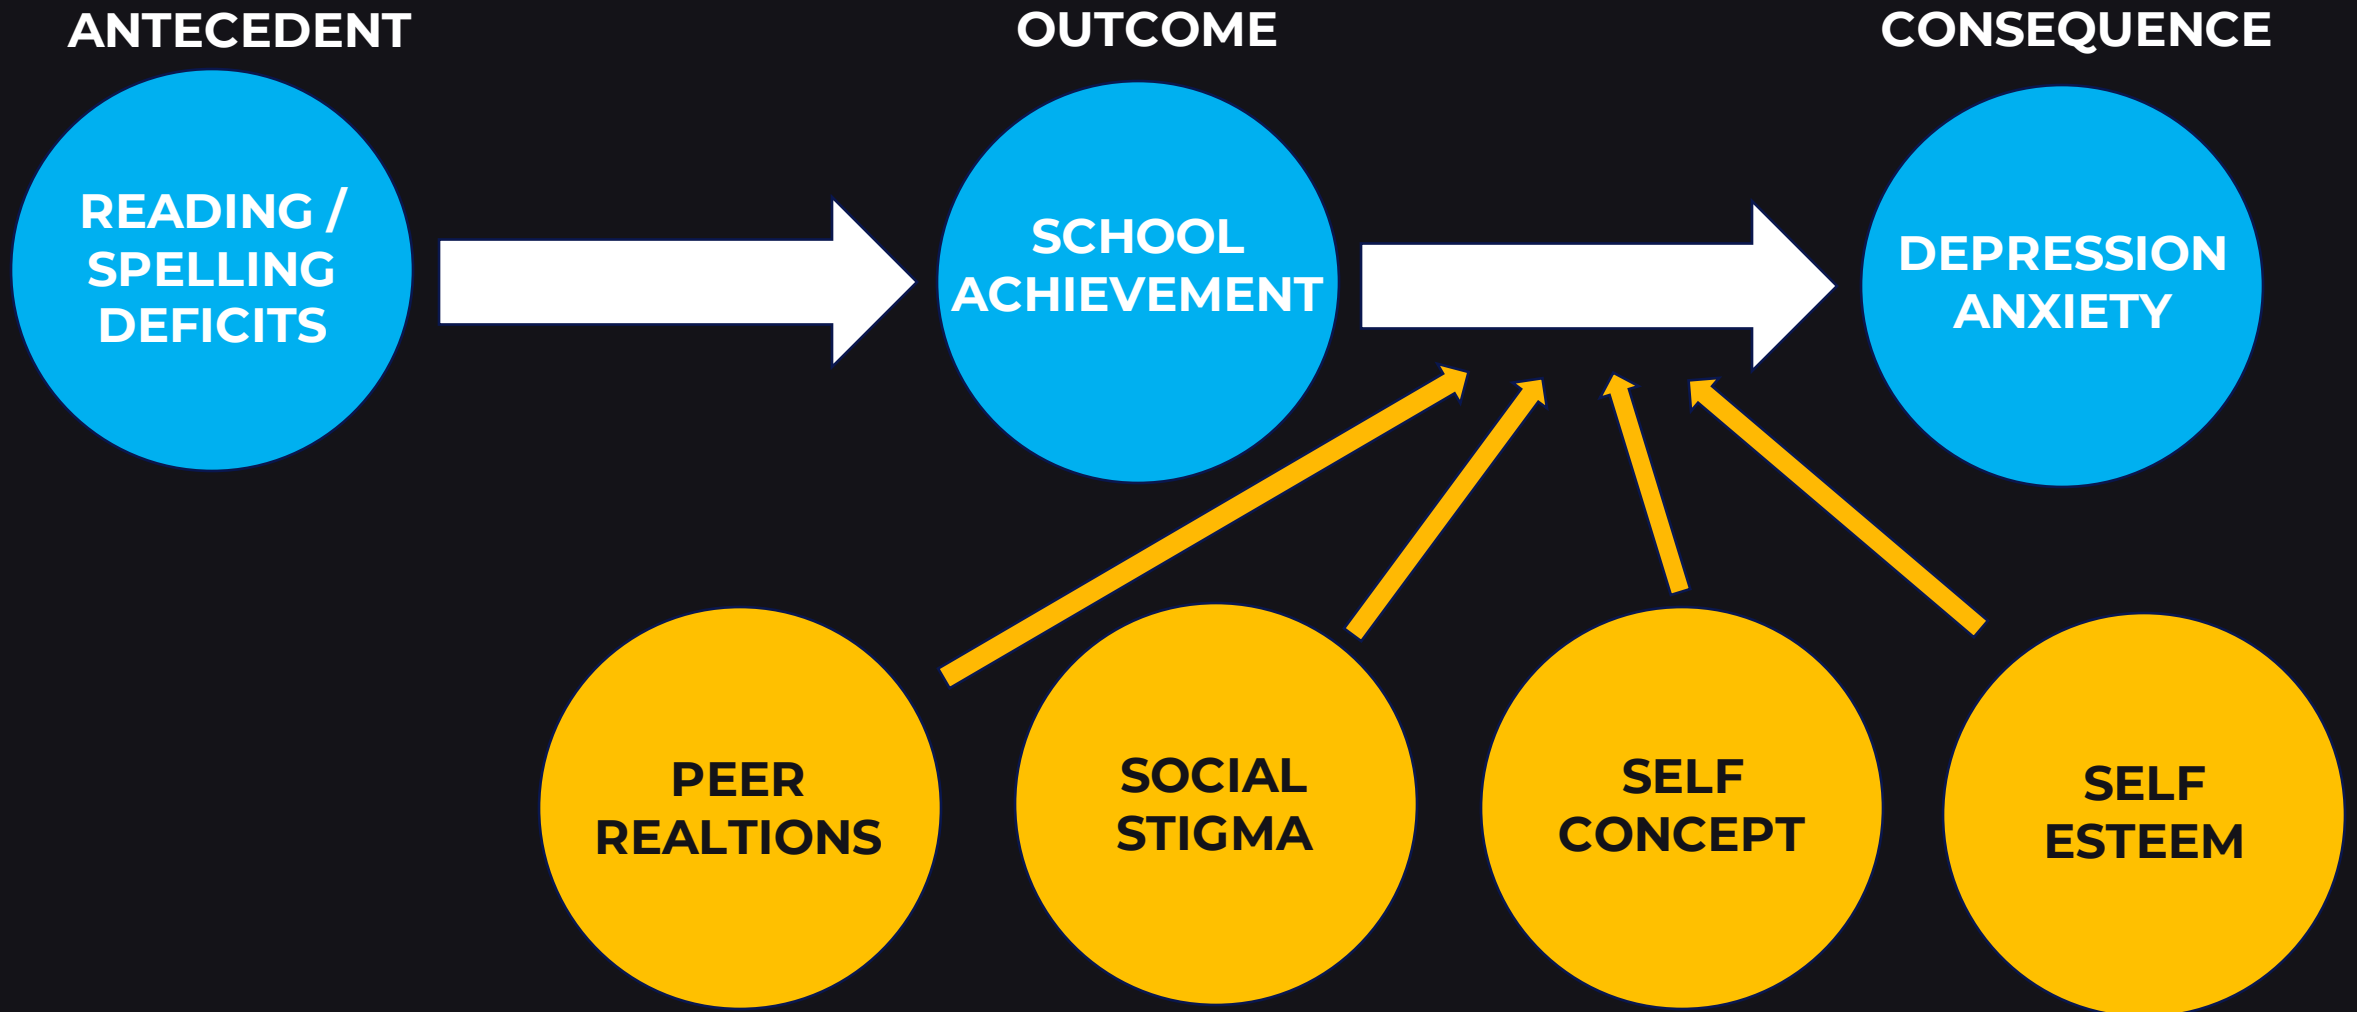 ANTECEDENT
OUTCOME
CONSEQUENCE
READING /
SPELLING
DEFICITS
SCHOOL
ACHIEVEMENT
DEPRESSION
ANXIETY
PEER
REALTIONS
SOCIAL
STIGMA
SELF
CONCEPT
SELF
ESTEEM